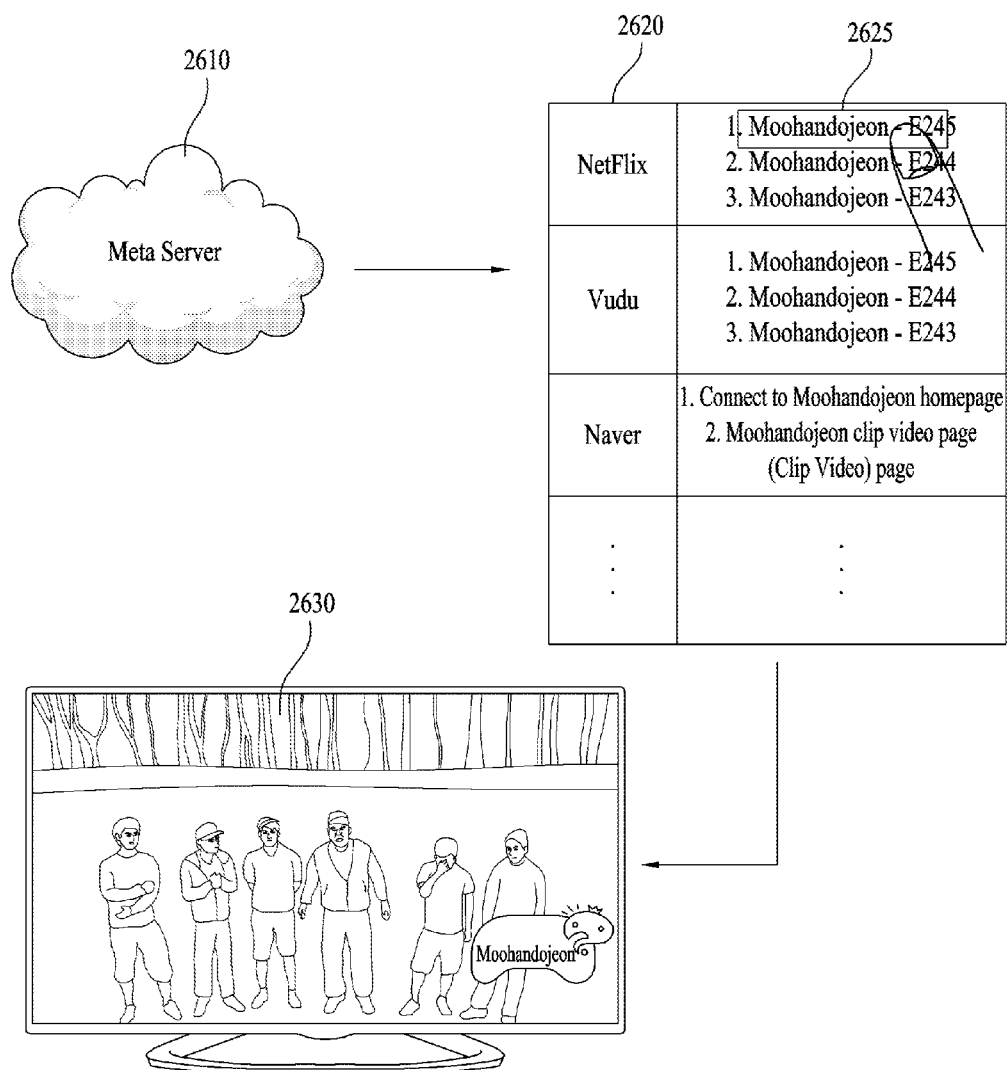 2610
2620
2625
Meta Server
NetFlix
1. Moohandojeon - E245
2. Moohandojeon - E244
3. Moohandojeon - E243
Vudu
1. Moohandojeon - E245
2. Moohandojeon - E244
3. Moohandojeon - E243
Naver
1. Connect to Moohandojeon homepage
2. Moohandojeon clip video page
(Clip Video) page
2630
Moohandojeon